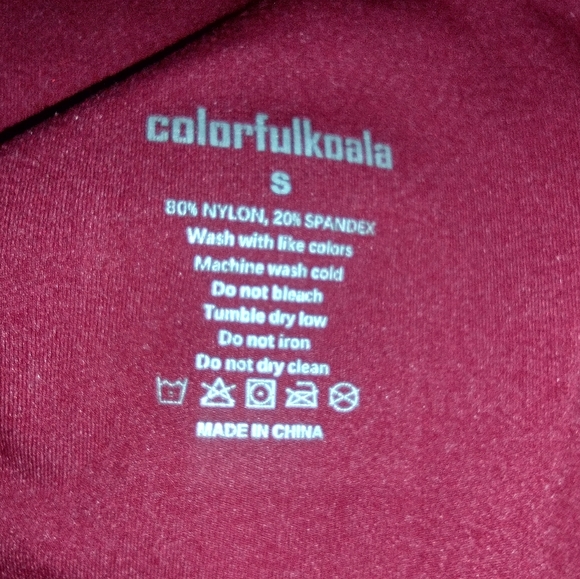 colorfulkoala
S
80% NYLON, 20% SPANDEX
Wash with like colors
Machine wash cold
Do not bleach
Tumble dry low
Do not iron
Do not dry clean
MADE IN CHINA